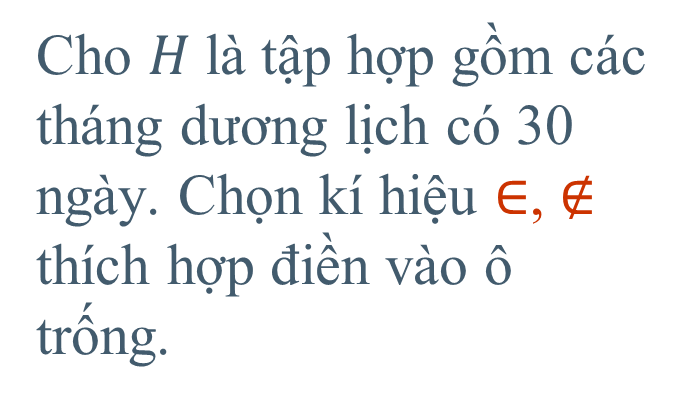 Cho H là tập hợp gồm các
tháng dương lịch có 30
ngày. Chọn kí hiệu ∈, ∉
thích hợp điền vào ô
trống.